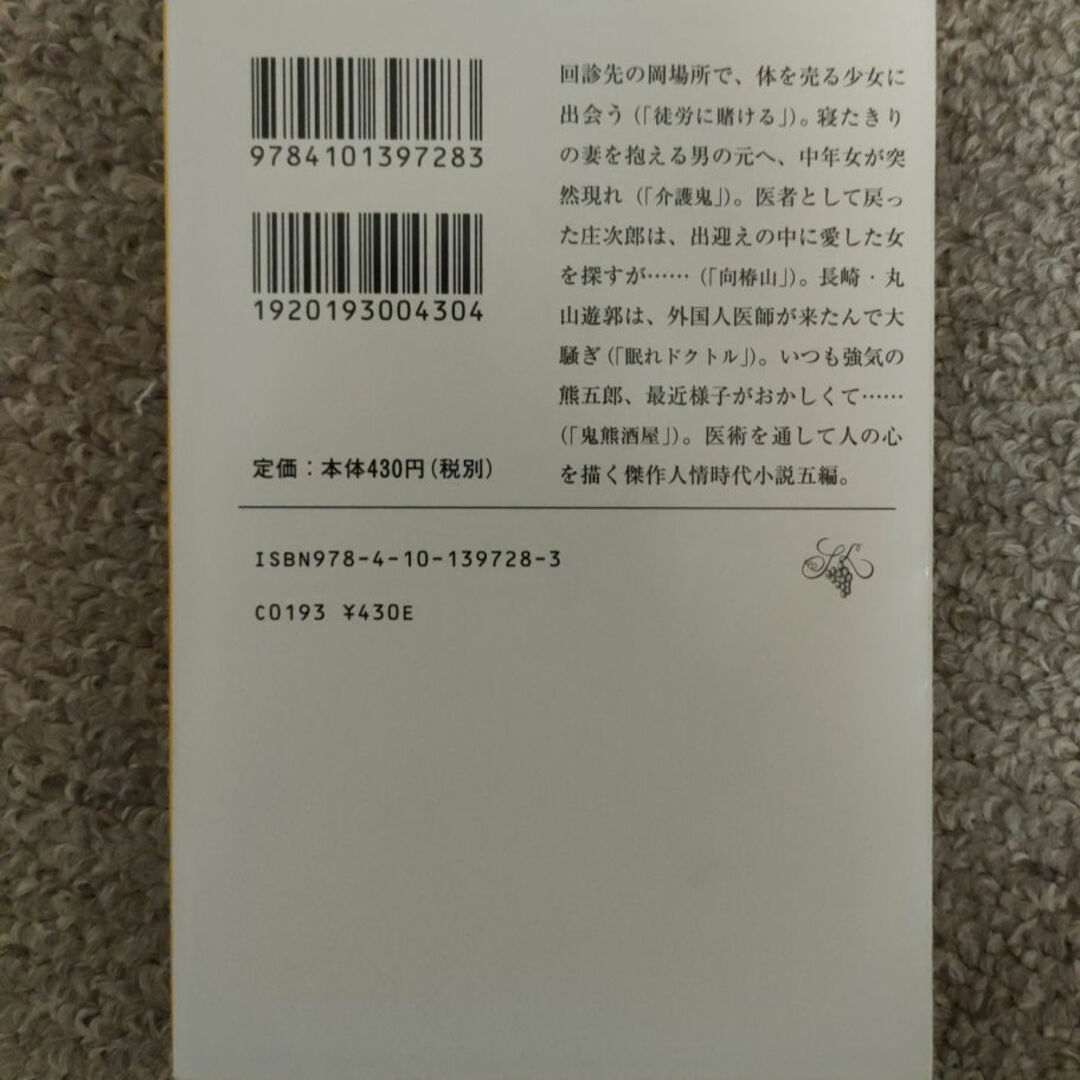 9784101397283
1920193004304
定価：本体430円（税別）
回診先の岡場所で、体を売る少女に
出会う（「徒労に賭ける」）。寝たきり
の妻を抱える男の元へ、中年女が突
然現れ（「介護鬼」）。医者として戻っ
た庄次郎は、出迎えの中に愛した女
を探すが……（「向椿山」）。長崎・丸
山遊郭は、外国人医師が来たんで大
騒ぎ（「眠れドクトル」）。いつも強気の
熊五郎、最近様子がおかしくて……
（「鬼熊酒屋」）。医術を通して人の心
を描く傑作人情時代小説五編。
ISBN978-4-10-139728-3
C0193 ¥430E
SK